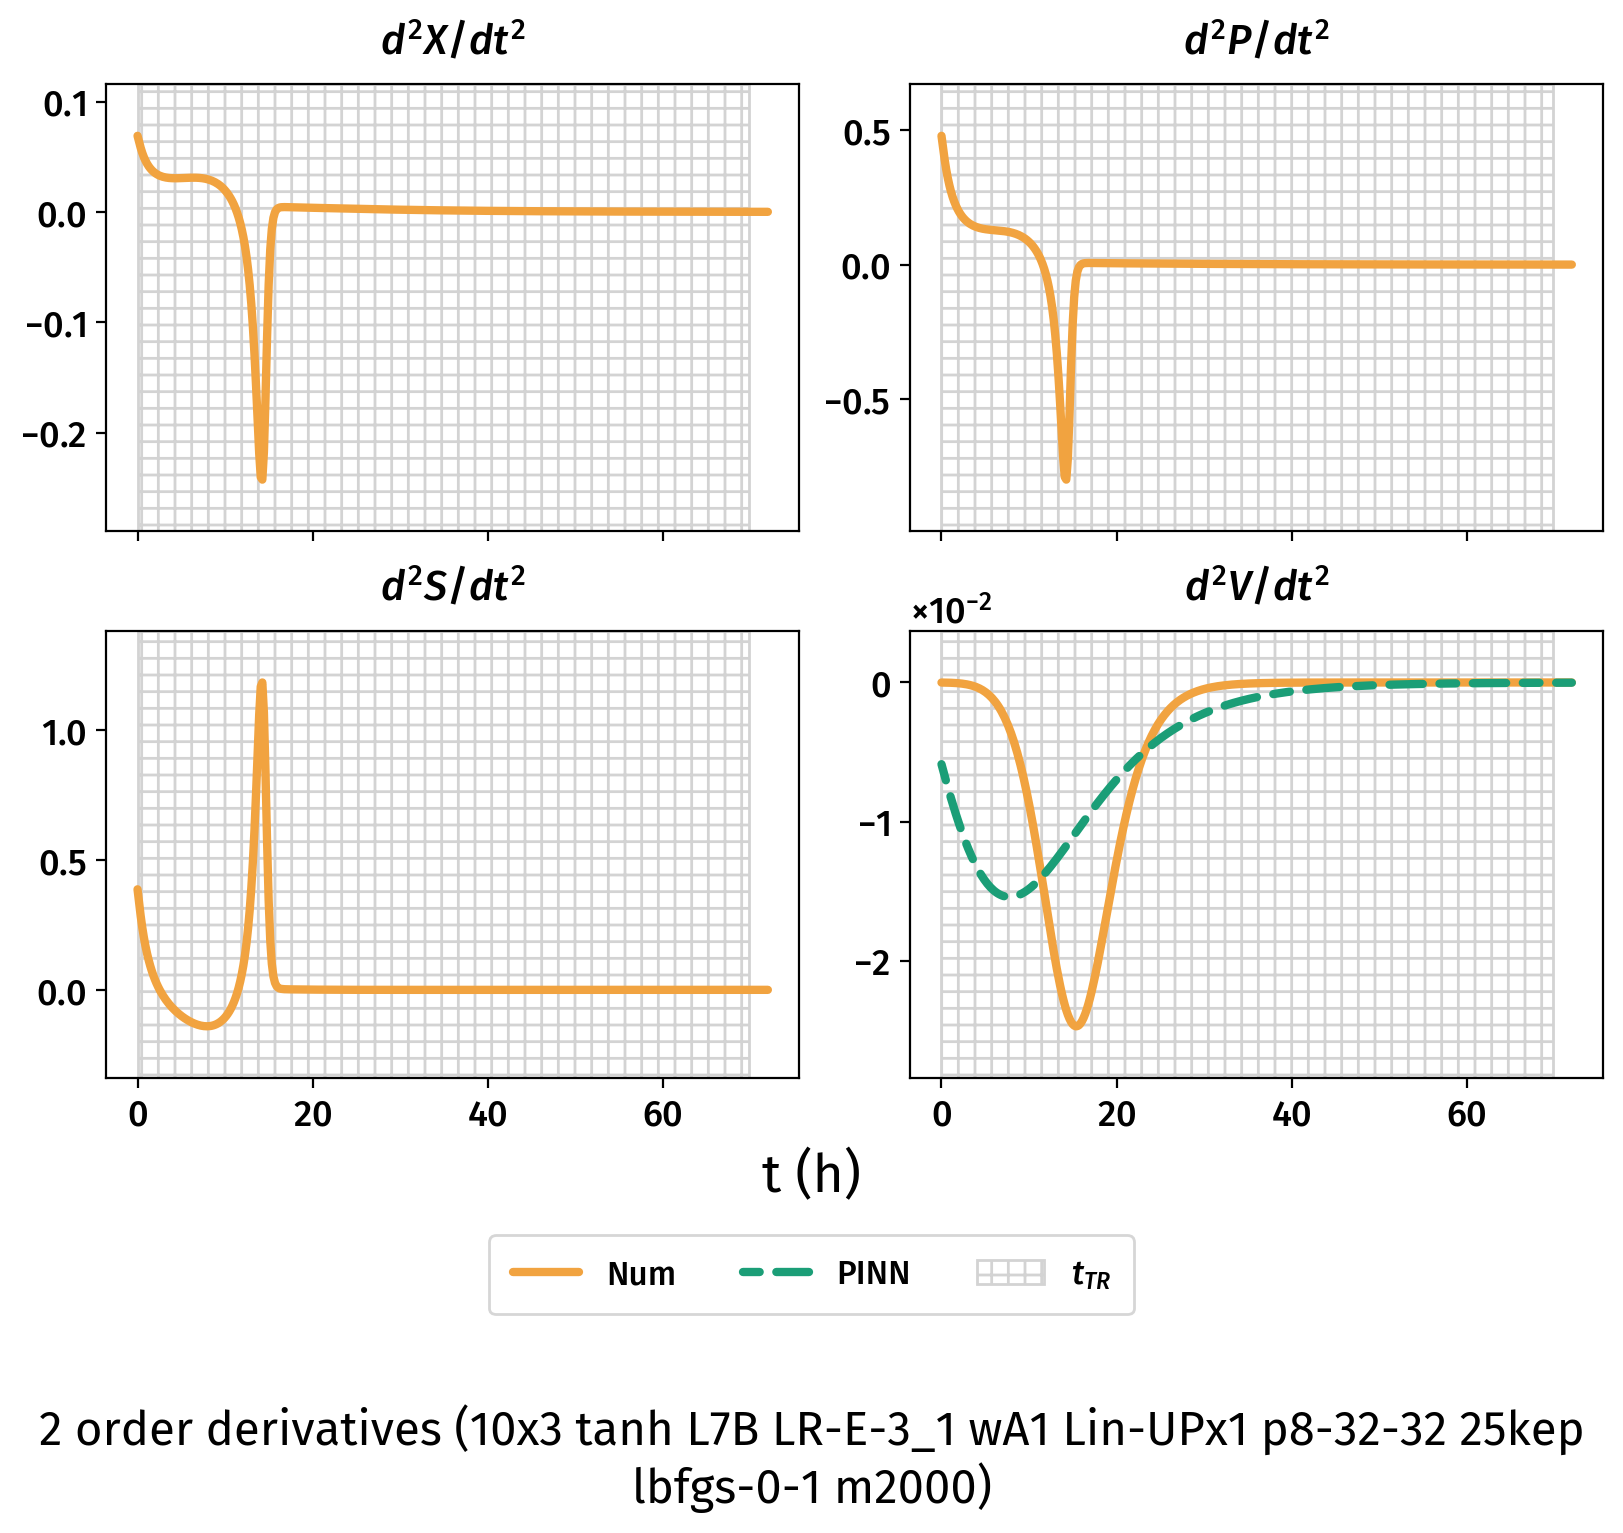 d²X/dt²
d²P/dt²
0.1
0.0
−0.1
−0.2
0.5
0.0
−0.5
d²S/dt²
d²V/dt²
×10⁻²
1.0
0.5
0.0
0
−1
−2
0 20 40 60
0 20 40 60
t (h)
Num PINN t_TR
2 order derivatives (10x3 tanh L7B LR-E-3_1 wA1 Lin-UPx1 p8-32-32 25kep
lbfgs-0-1 m2000)